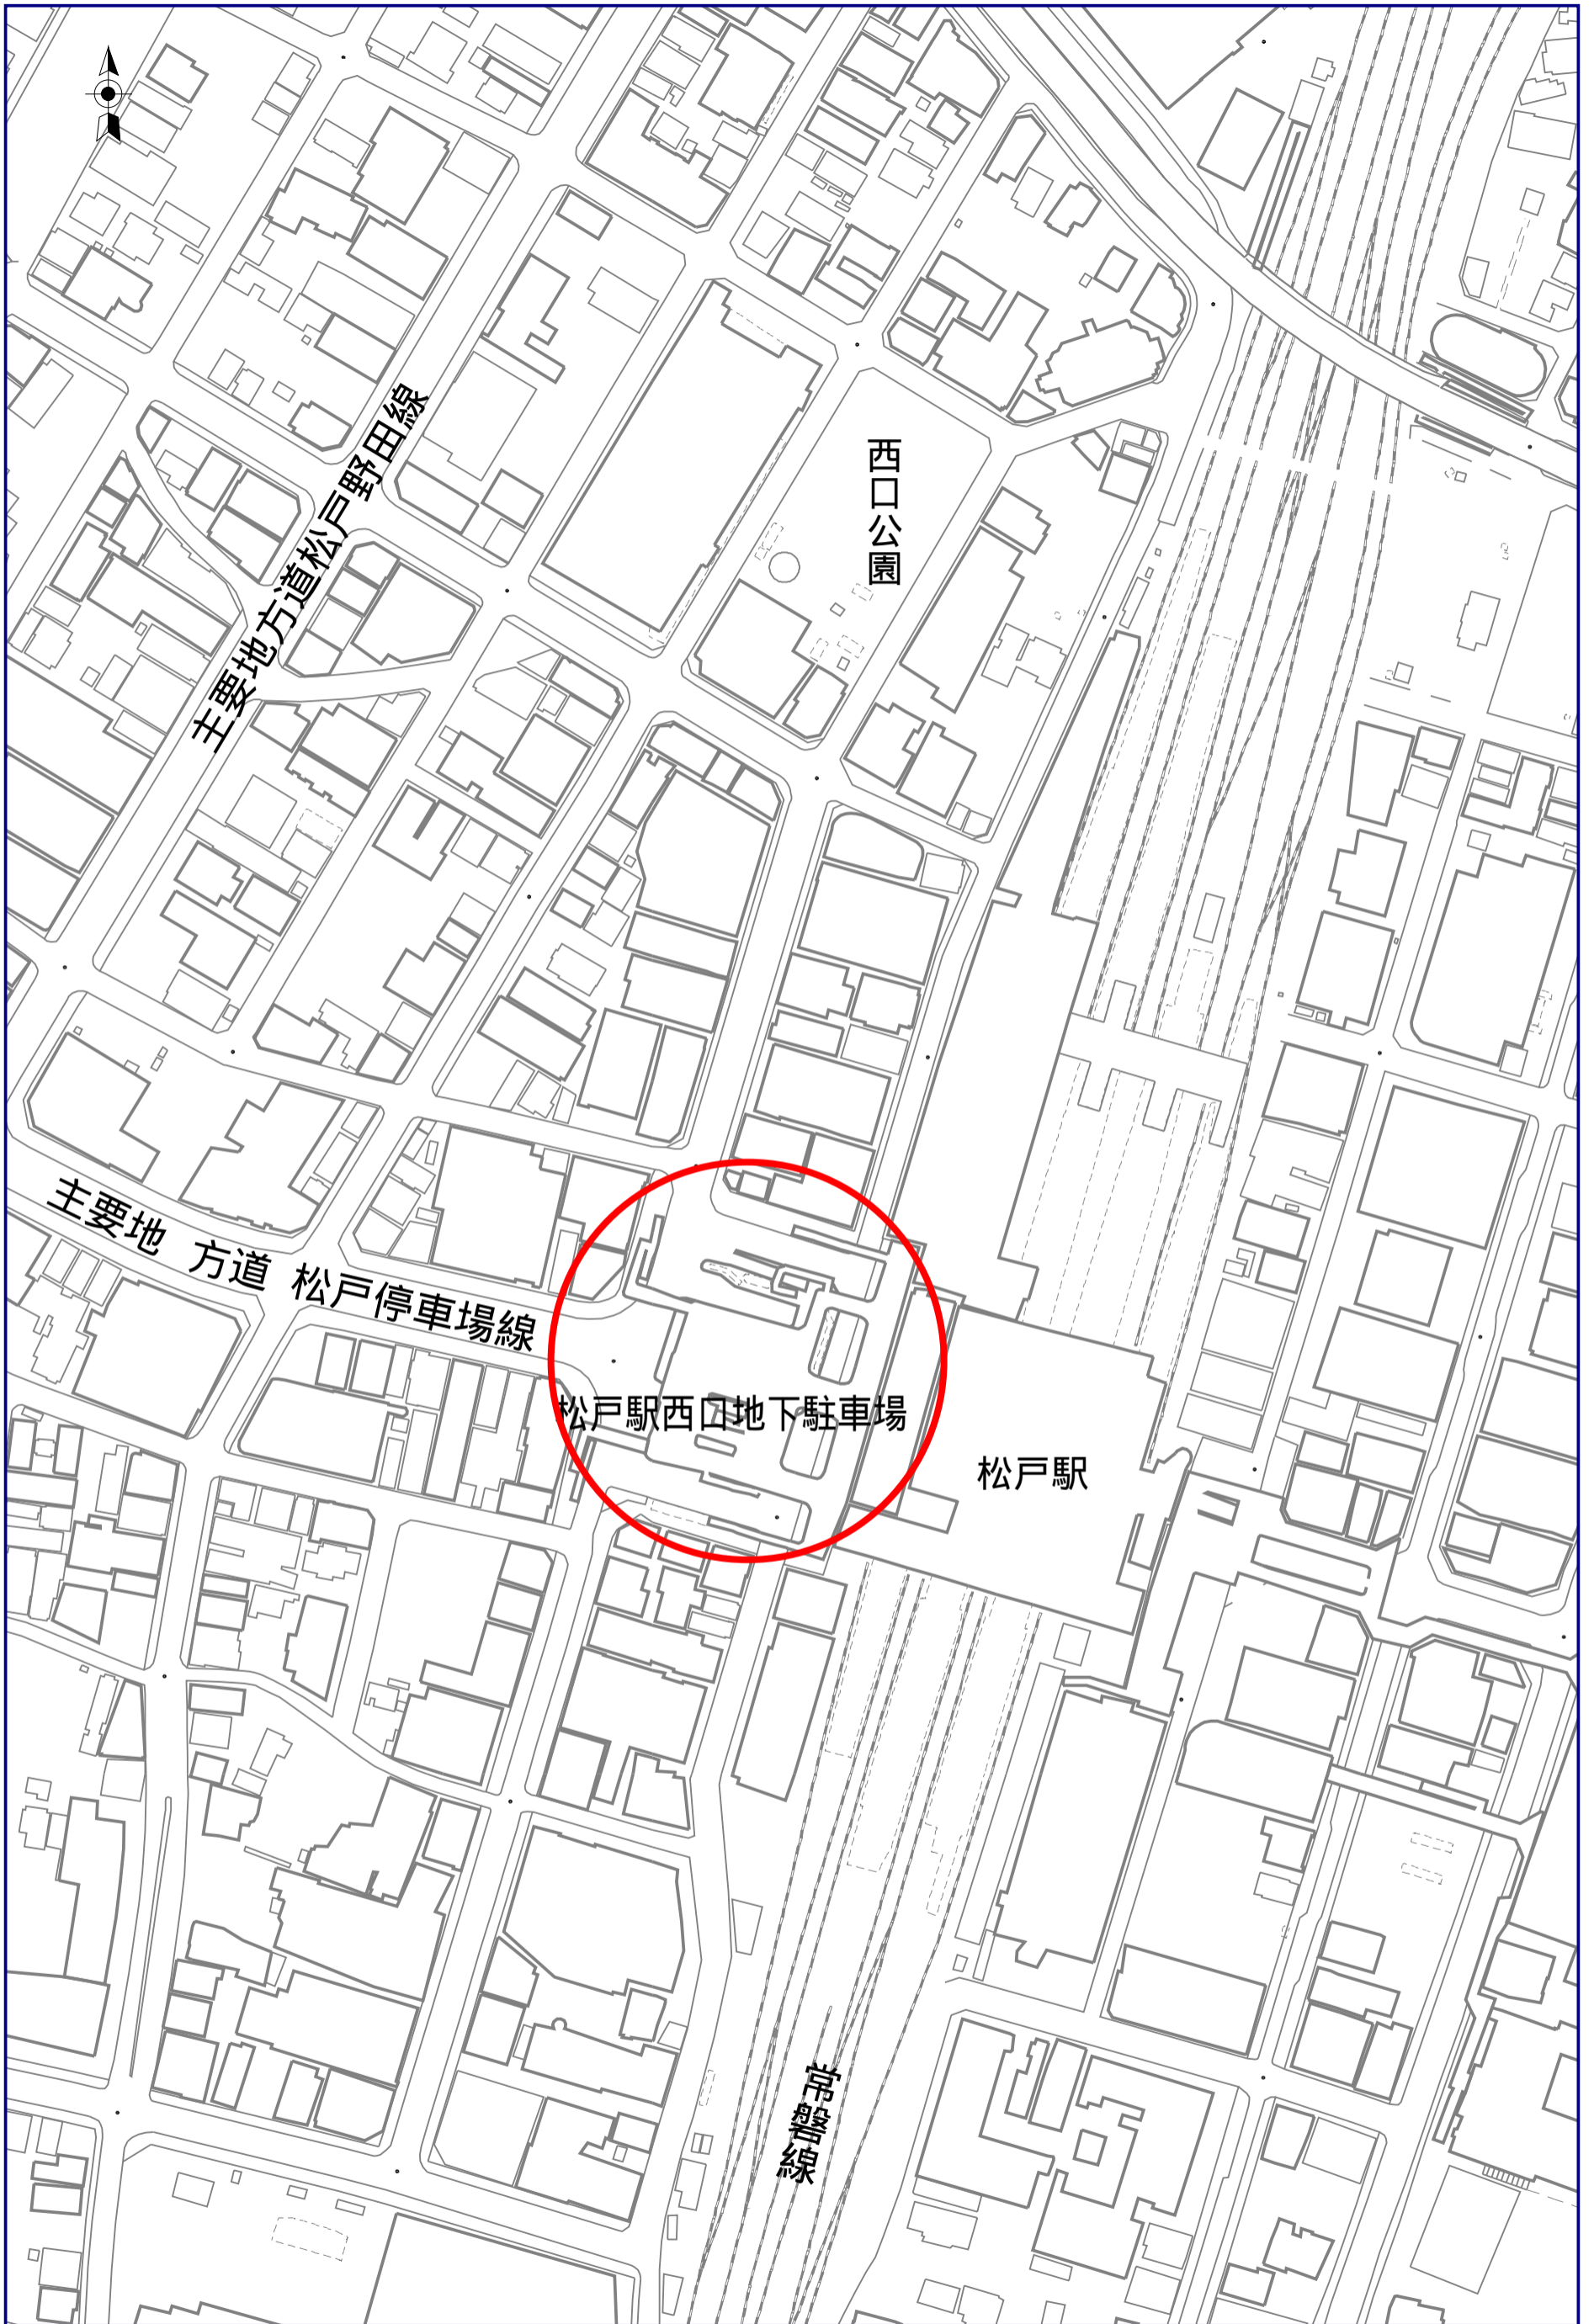 西口公園
主要地方道松戸野田線
主要地 方道 松戸停車場線
松戸駅西口地下駐車場
松戸駅
常磐線